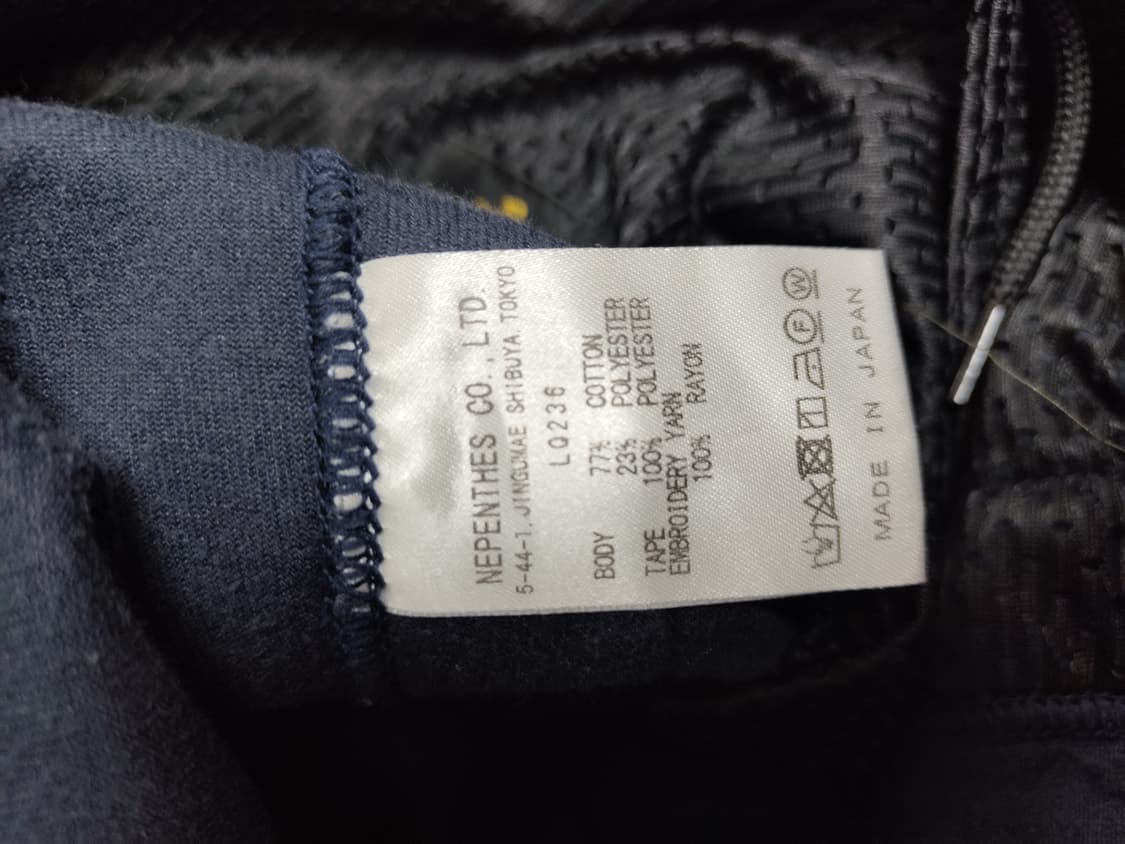 NEPENTHES CO., LTD.
5-44-1, JINGUMAE SHIBUYA TOKYO
LQ236
BODY 77% COTTON
23% POLYESTER
TAPE 100% POLYESTER
EMBROIDERY YARN
100% RAYON
F W
MADE IN JAPAN